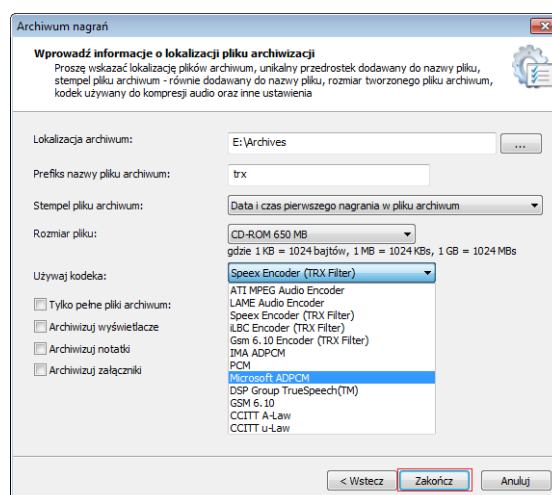 Archiwum nagrań
Wprowadź informacje o lokalizacji pliku archiwizacji
Proszę wskazać lokalizację plików archiwum, unikalny przedrostek dodawany do nazwy pliku,
stempel pliku archiwum - równie dodawany do nazwy pliku, rozmiar tworzonego pliku archiwum,
kodek używany do kompresji audio oraz inne ustawienia
Lokalizacja archiwum:
E:\Archives
...
Prefiks nazwy pliku archiwum:
trx
Stempel pliku archiwum:
Data i czas pierwszego nagrania w pliku archiwum
Rozmiar pliku:
CD-ROM 650 MB
gdzie 1 KB = 1024 bajtów, 1 MB = 1024 KBs, 1 GB = 1024 MBs
Używaj kodeka:
Speex Encoder (TRX Filter)
ATI MPEG Audio Encoder
LAME Audio Encoder
Speex Encoder (TRX Filter)
iLBC Encoder (TRX Filter)
Gsm 6.10 Encoder (TRX Filter)
IMA ADPCM
PCM
Microsoft ADPCM
DSP Group TrueSpeech(TM)
GSM 6.10
CCITT A-Law
CCITT u-Law
Tylko pełne pliki archiwum:
Archiwizuj wyświetlacze
Archiwizuj notatki
Archiwizuj załączniki
< Wstecz
Zakończ
Anuluj